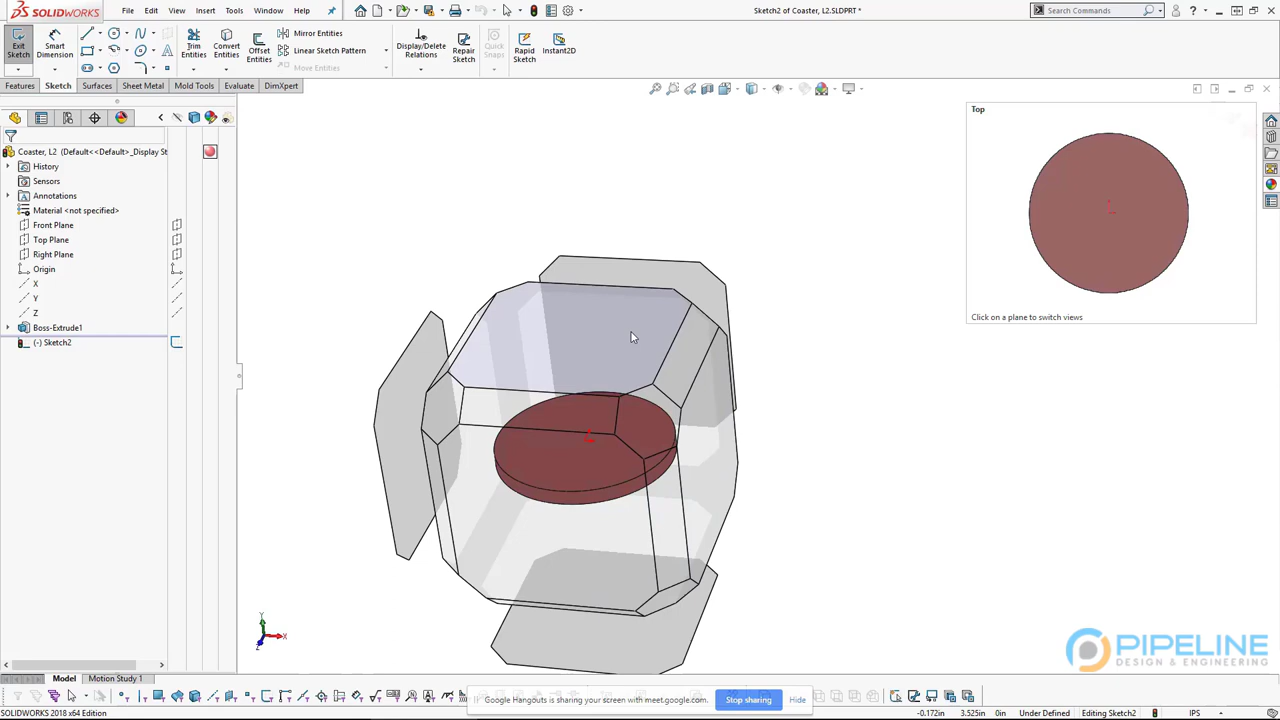 SOLIDWORKS
File Edit View Insert Tools Window Help
Sketch2 of Coaster, L2.SLDPRT *
Search Commands
Exit Sketch
Smart Dimension
Trim Entities
Convert Entities
Offset Entities
Mirror Entities
Linear Sketch Pattern
Move Entities
Display/Delete Relations
Repair Sketch
Quick Snaps
Rapid Sketch
Instant2D
Features Sketch Surfaces Sheet Metal Mold Tools Evaluate DimXpert
Coaster, L2 (Default<<Default>_Display St
History
Sensors
Annotations
Material <not specified>
Front Plane
Top Plane
Right Plane
Origin
X
Y
Z
Boss-Extrude1
(-) Sketch2
Top
Click on a plane to switch views
Y
X
Z
PIPELINE
DESIGN & ENGINEERING
Model Motion Study 1
Google Hangouts is sharing your screen with meet.google.com. Stop sharing Hide
SOLIDWORKS 2018 x64 Edition
-0.172in 3.525in 0in Under Defined Editing Sketch2 IPS